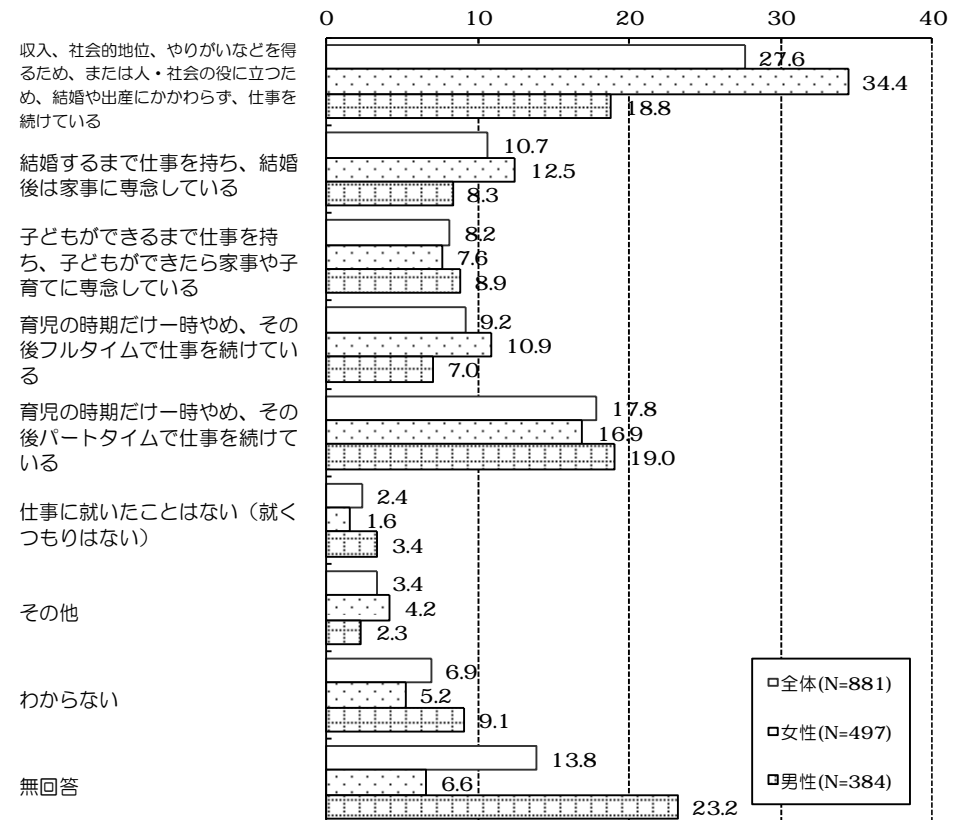 0 10 20 30 40
収入、社会的地位、やりがいなどを得
るため、または人・社会の役に立つた
め、結婚や出産にかかわらず、仕事を
続けている
27.6
34.4
18.8
結婚するまで仕事を持ち、結婚
後は家事に専念している
10.7
12.5
8.3
子どもができるまで仕事を持
ち、子どもができたら家事や子
育てに専念している
8.2
7.6
8.9
育児の時期だけ一時やめ、その
後フルタイムで仕事を続けてい
る
9.2
10.9
7.0
育児の時期だけ一時やめ、その
後パートタイムで仕事を続けて
いる
17.8
16.9
19.0
仕事に就いたことはない（就く
つもりはない）
2.4
1.6
3.4
その他
3.4
4.2
2.3
わからない
6.9
5.2
9.1
無回答
13.8
6.6
23.2
全体(N=881)
女性(N=497)
男性(N=384)